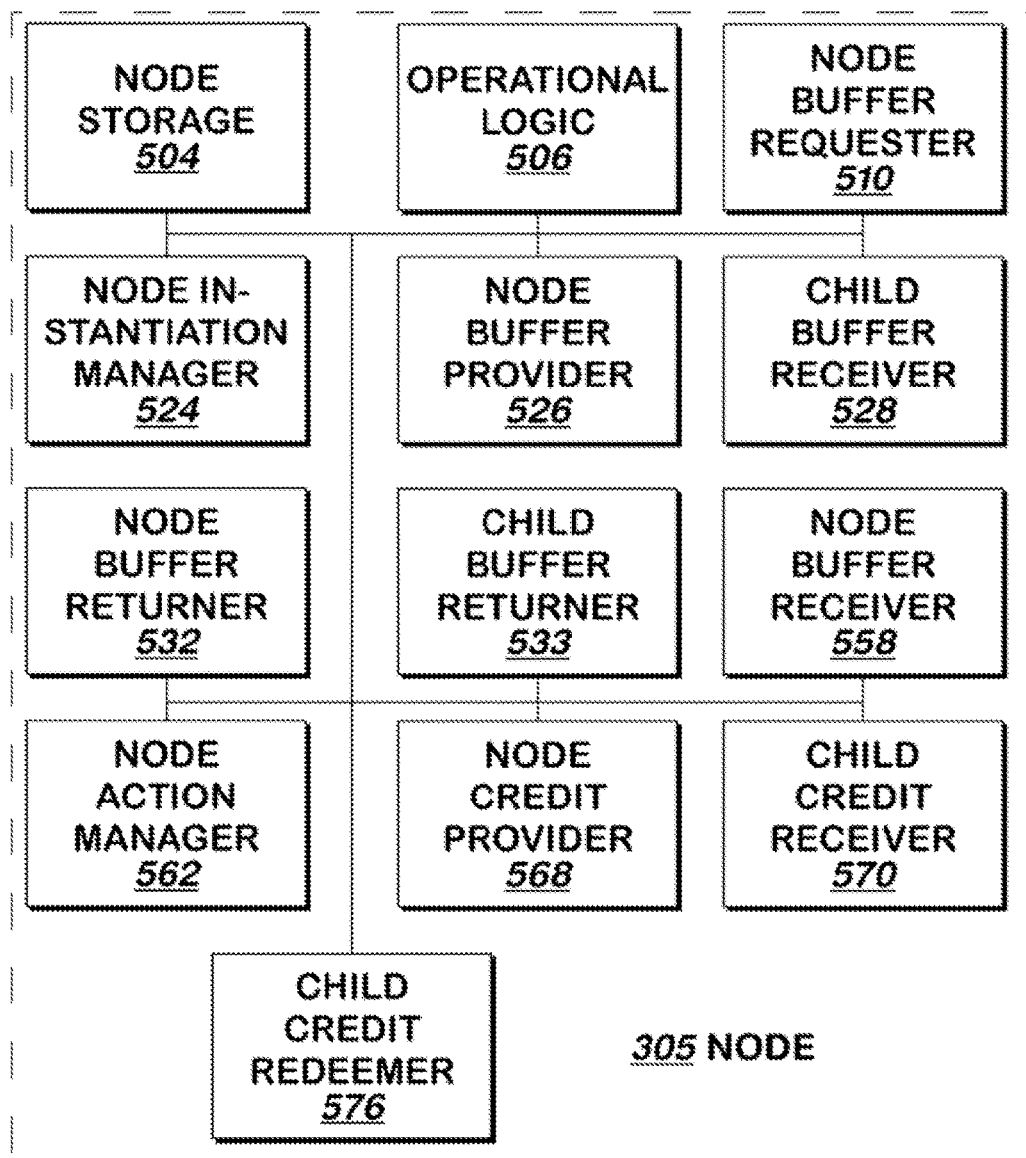 NODE
STORAGE
504
OPERATIONAL
LOGIC
506
NODE
BUFFER
REQUESTER
510
NODE IN-
STANTIATION
MANAGER
524
NODE
BUFFER
PROVIDER
526
CHILD
BUFFER
RECEIVER
528
NODE
BUFFER
RETURNER
532
CHILD
BUFFER
RETURNER
533
NODE
BUFFER
RECEIVER
558
NODE
ACTION
MANAGER
562
NODE
CREDIT
PROVIDER
568
CHILD
CREDIT
RECEIVER
570
CHILD
CREDIT
REDEEMER
576
305 NODE